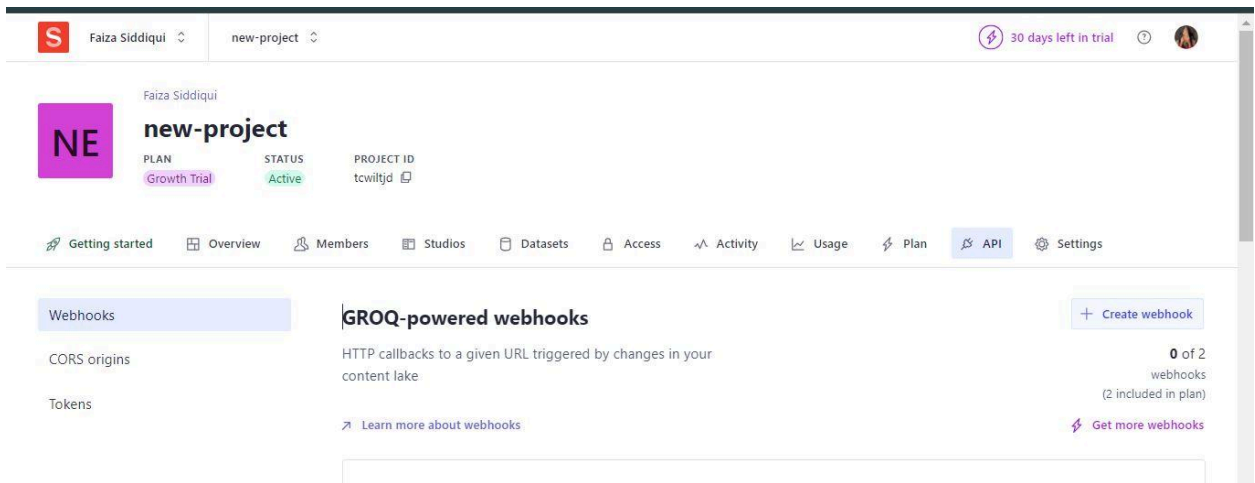 S Faiza Siddiqui new-project 30 days left in trial ?
Faiza Siddiqui
NE new-project
PLAN STATUS PROJECT ID
Growth Trial Active tcwiltjd
Getting started Overview Members Studios Datasets Access Activity Usage Plan API Settings
Webhooks
CORS origins
Tokens
GROQ-powered webhooks
HTTP callbacks to a given URL triggered by changes in your
content lake
Learn more about webhooks
+ Create webhook
0 of 2
webhooks
(2 included in plan)
Get more webhooks